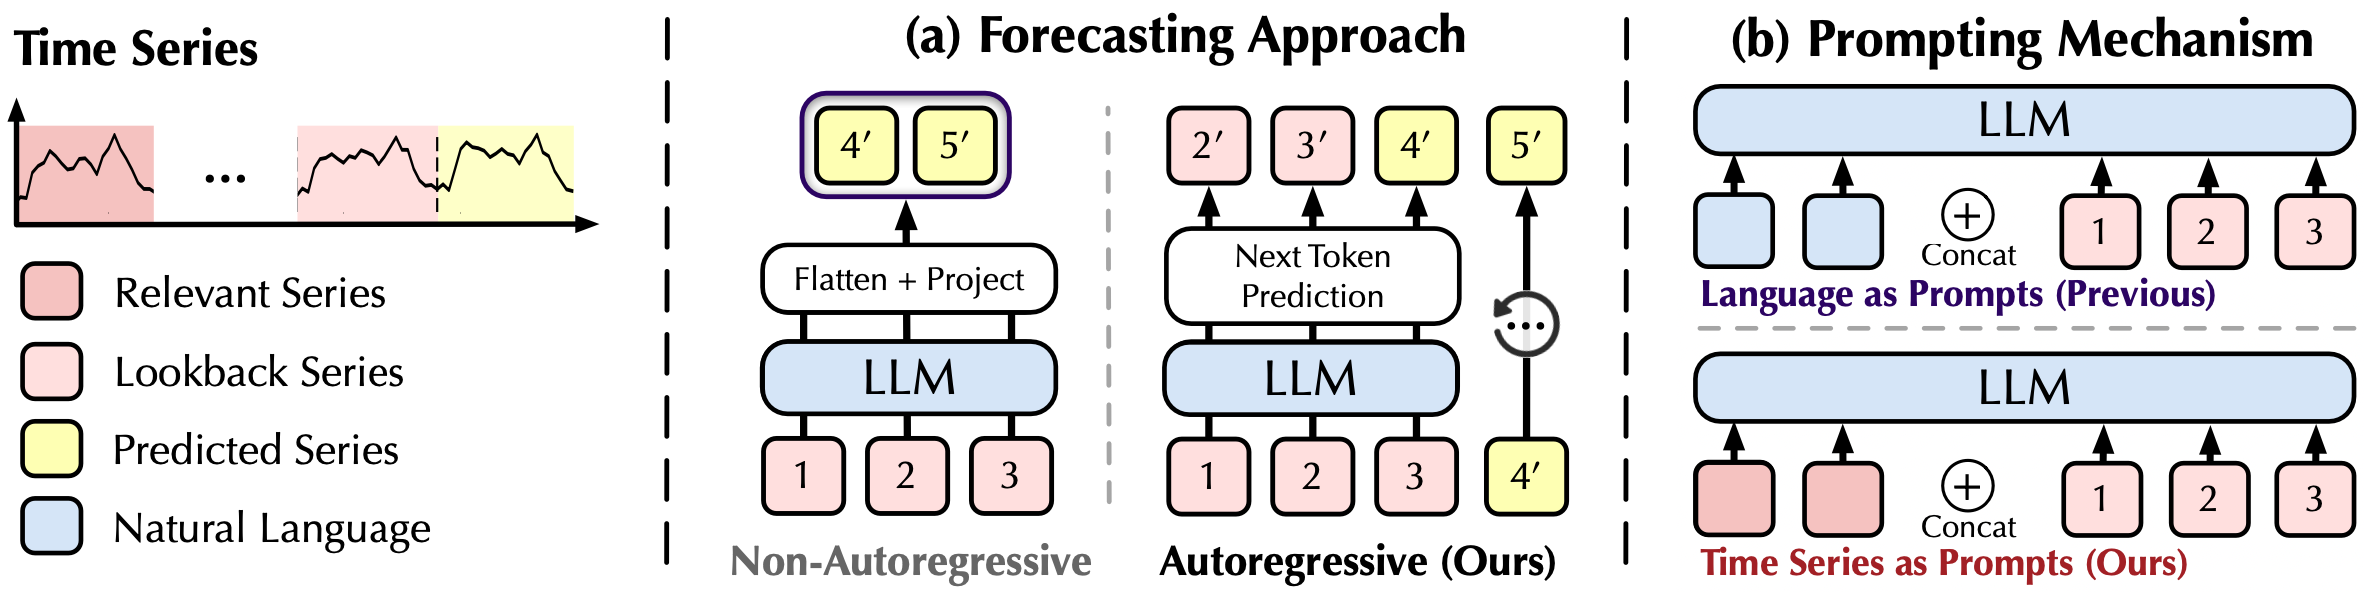 Time Series
...
Relevant Series
Lookback Series
Predicted Series
Natural Language
(a) Forecasting Approach
4′ 5′
Flatten + Project
LLM
1 2 3
Non-Autoregressive
2′ 3′ 4′ 5′
Next Token
Prediction
...
LLM
1 2 3 4′
Autoregressive (Ours)
(b) Prompting Mechanism
LLM
+ 1 2 3
Concat
Language as Prompts (Previous)
LLM
+ 1 2 3
Concat
Time Series as Prompts (Ours)